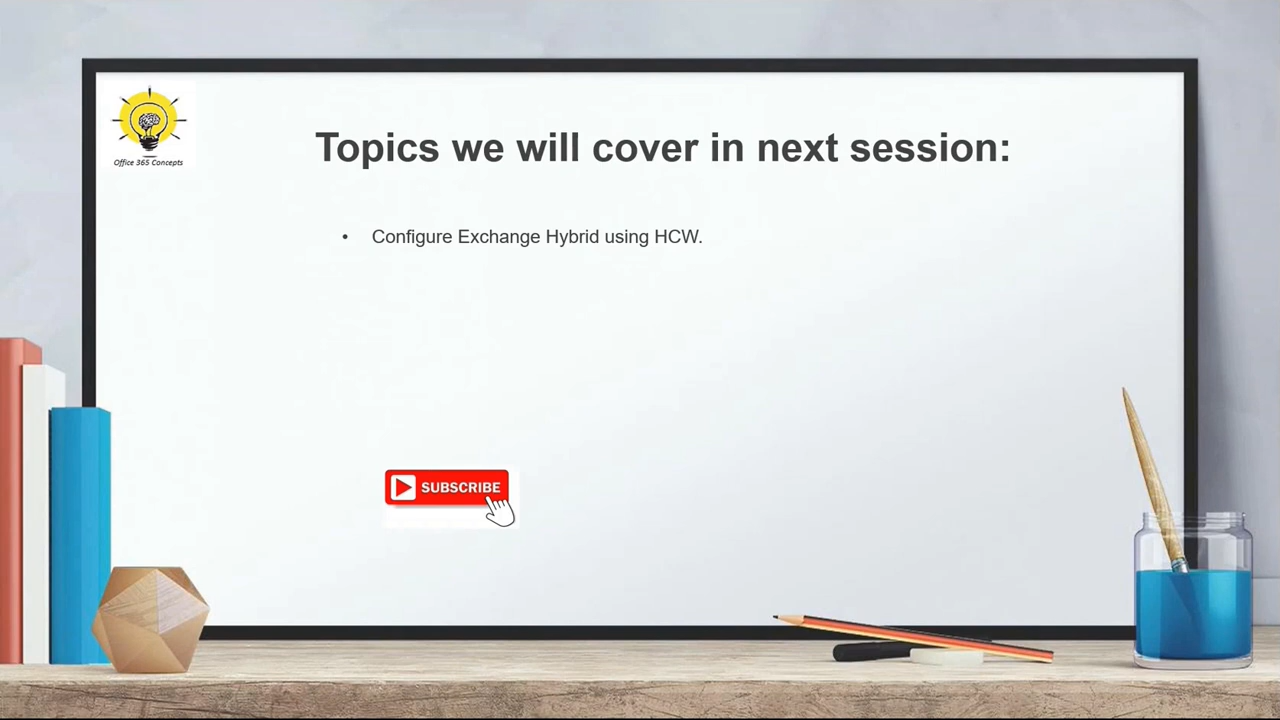 Office 365 Concepts
Topics we will cover in next session:
• Configure Exchange Hybrid using HCW.
SUBSCRIBE